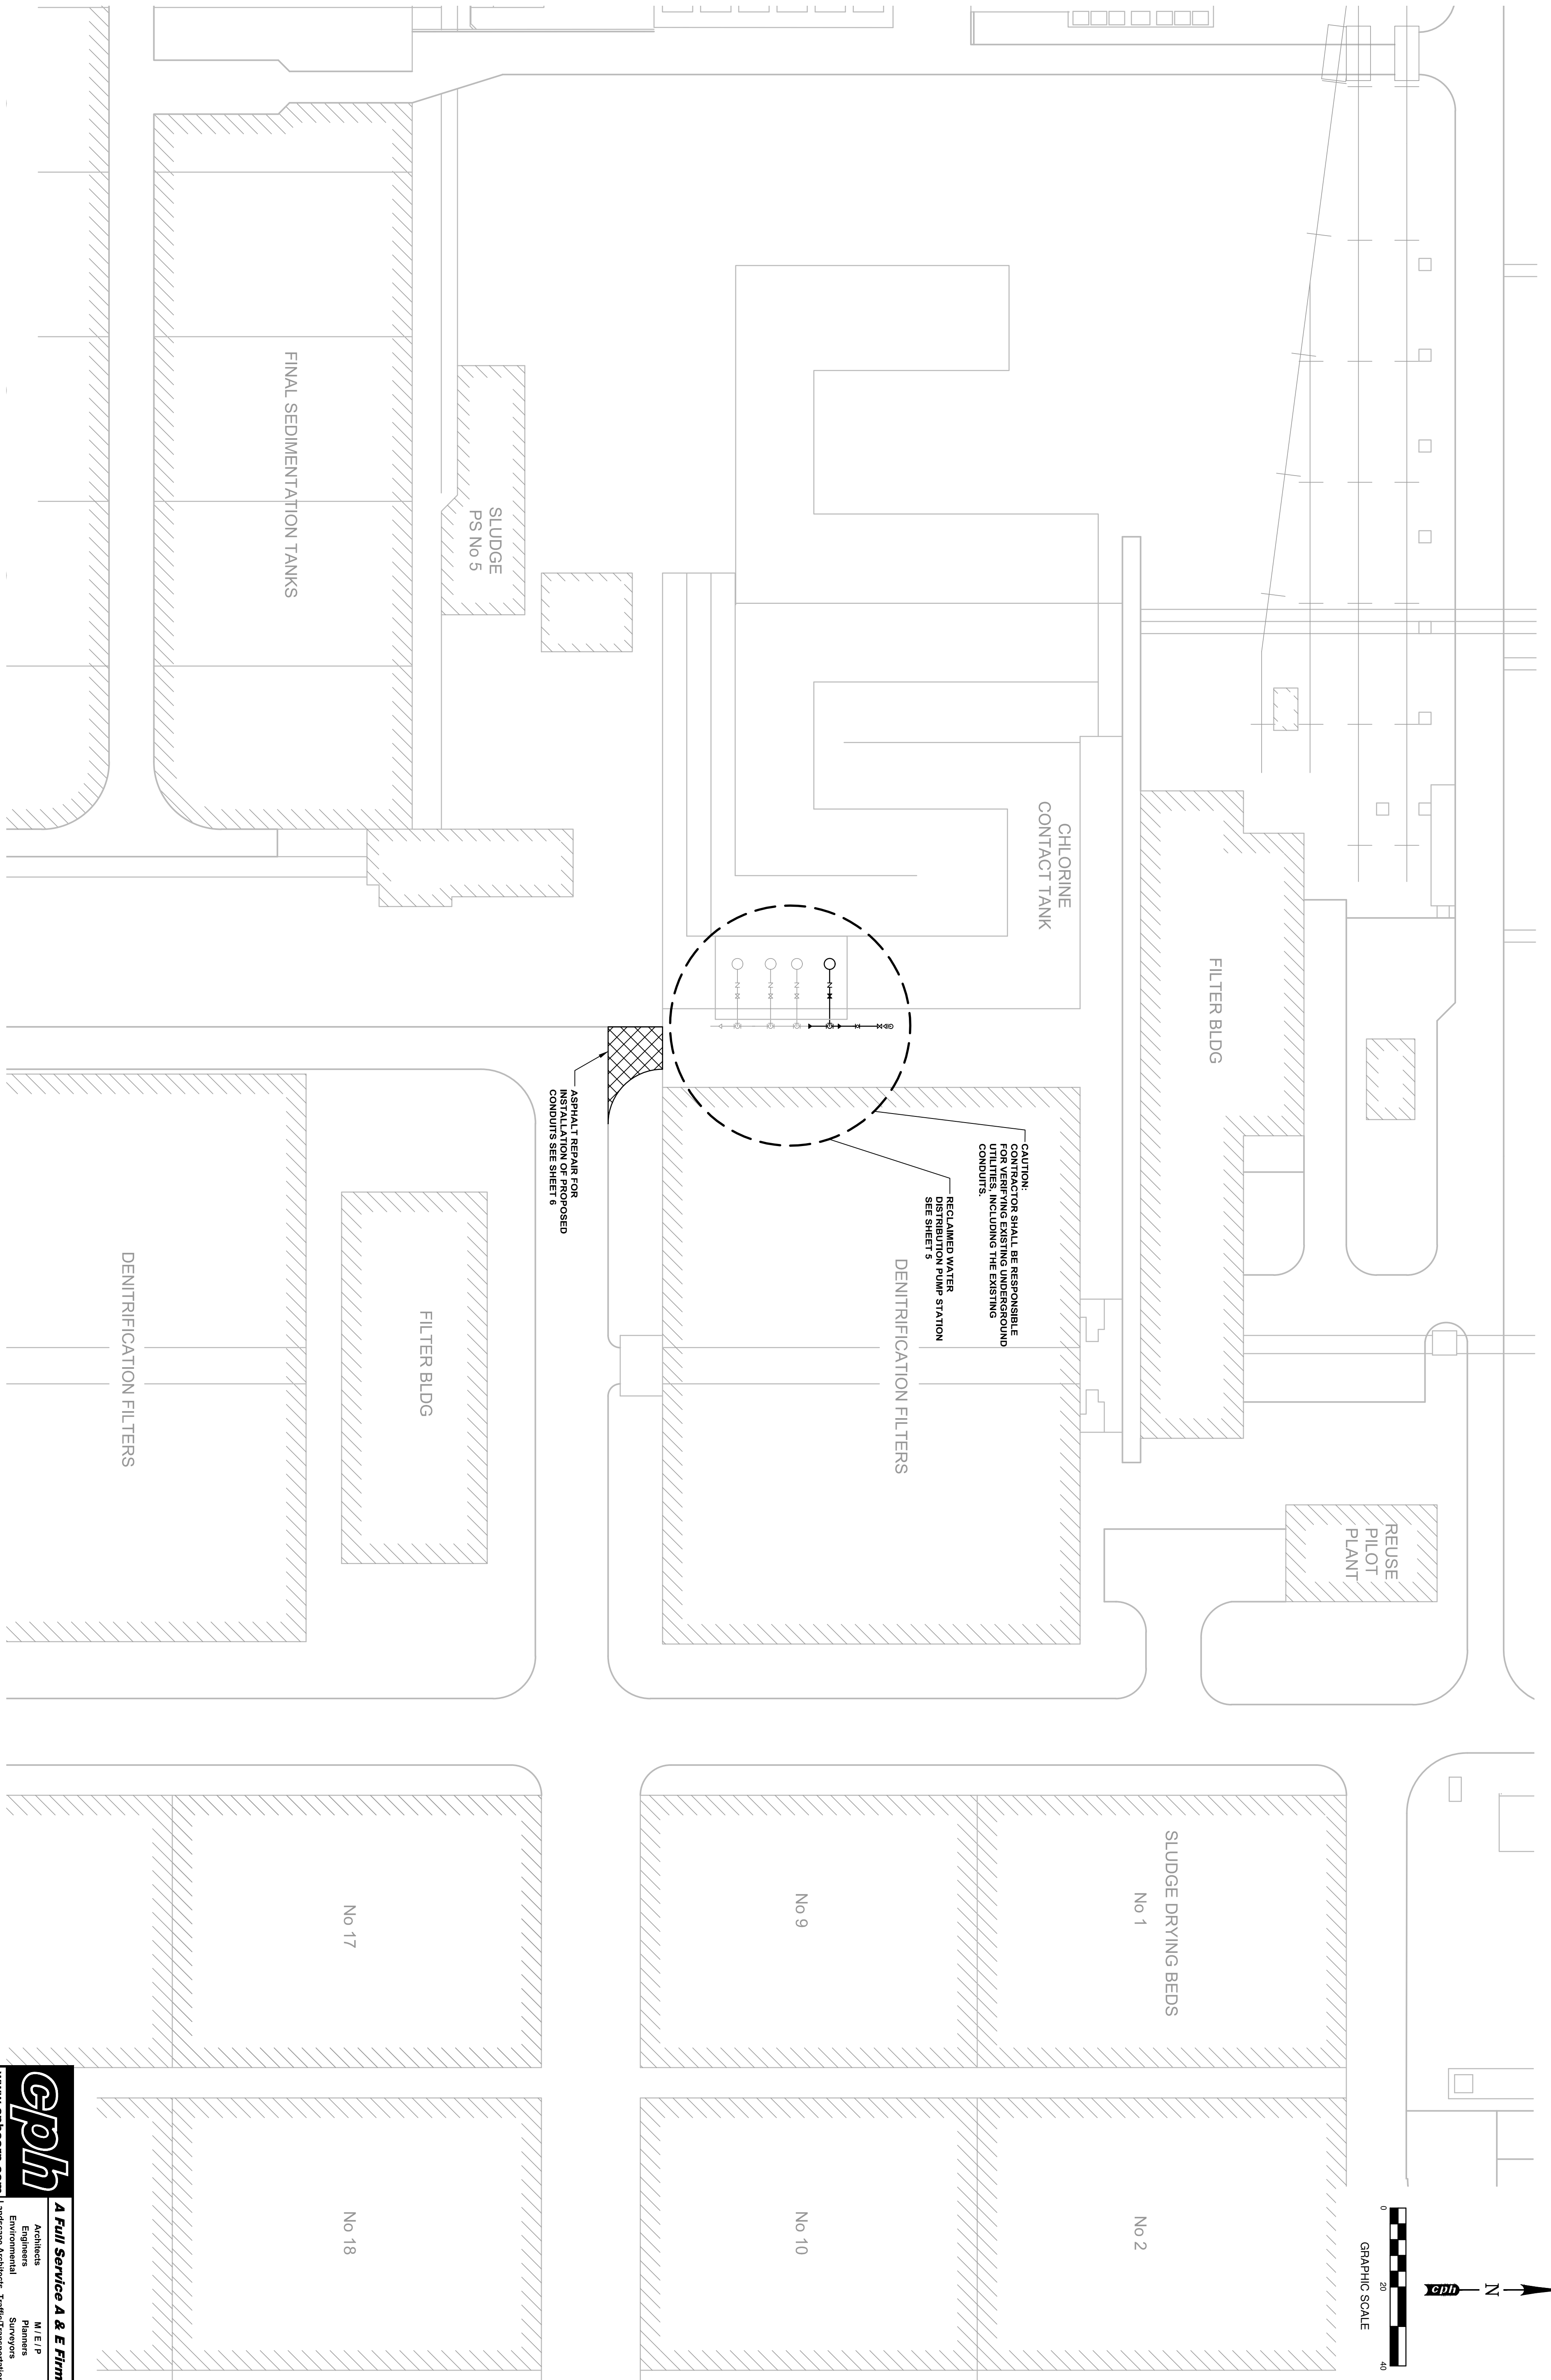 GRAPHIC SCALE
0
20
40
N
cph
REUSE
PILOT
PLANT
FILTER BLDG
SLUDGE DRYING BEDS
No 1
No 2
CHLORINE
CONTACT TANK
CAUTION:
CONTRACTOR SHALL BE RESPONSIBLE
FOR VERIFYING EXISTING UNDERGROUND
UTILITIES, INCLUDING THE EXISTING
CONDUITS.
RECLAIMED WATER
DISTRIBUTION PUMP STATION
SEE SHEET 5
DENITRIFICATION FILTERS
No 9
No 10
ASPHALT REPAIR FOR
INSTALLATION OF PROPOSED
CONDUITS SEE SHEET 6
SLUDGE
PS No 5
FILTER BLDG
No 17
No 18
FINAL SEDIMENTATION TANKS
DENITRIFICATION FILTERS
cph
A Full Service A & E Firm
Architects
M / E / P
Engineers
Planners
Environmental
Surveyors